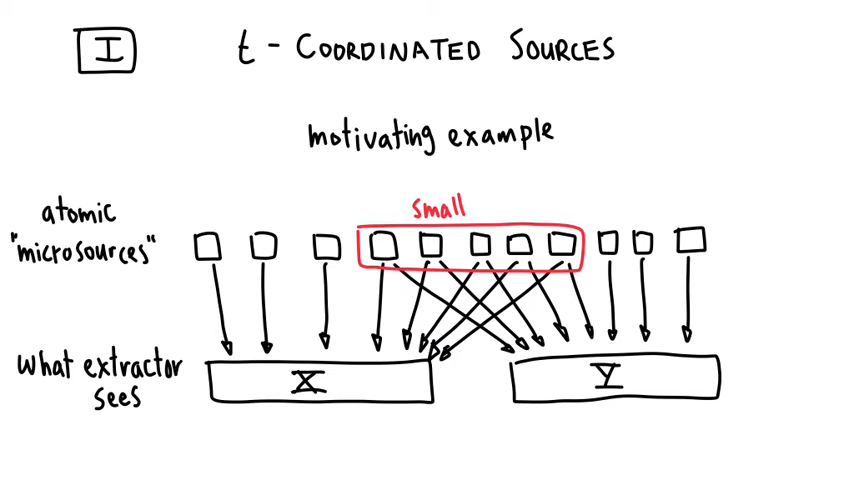 I t - COORDINATED SOURCES
motivating example
small
atomic
"microsources"
What extractor
sees
X
Y